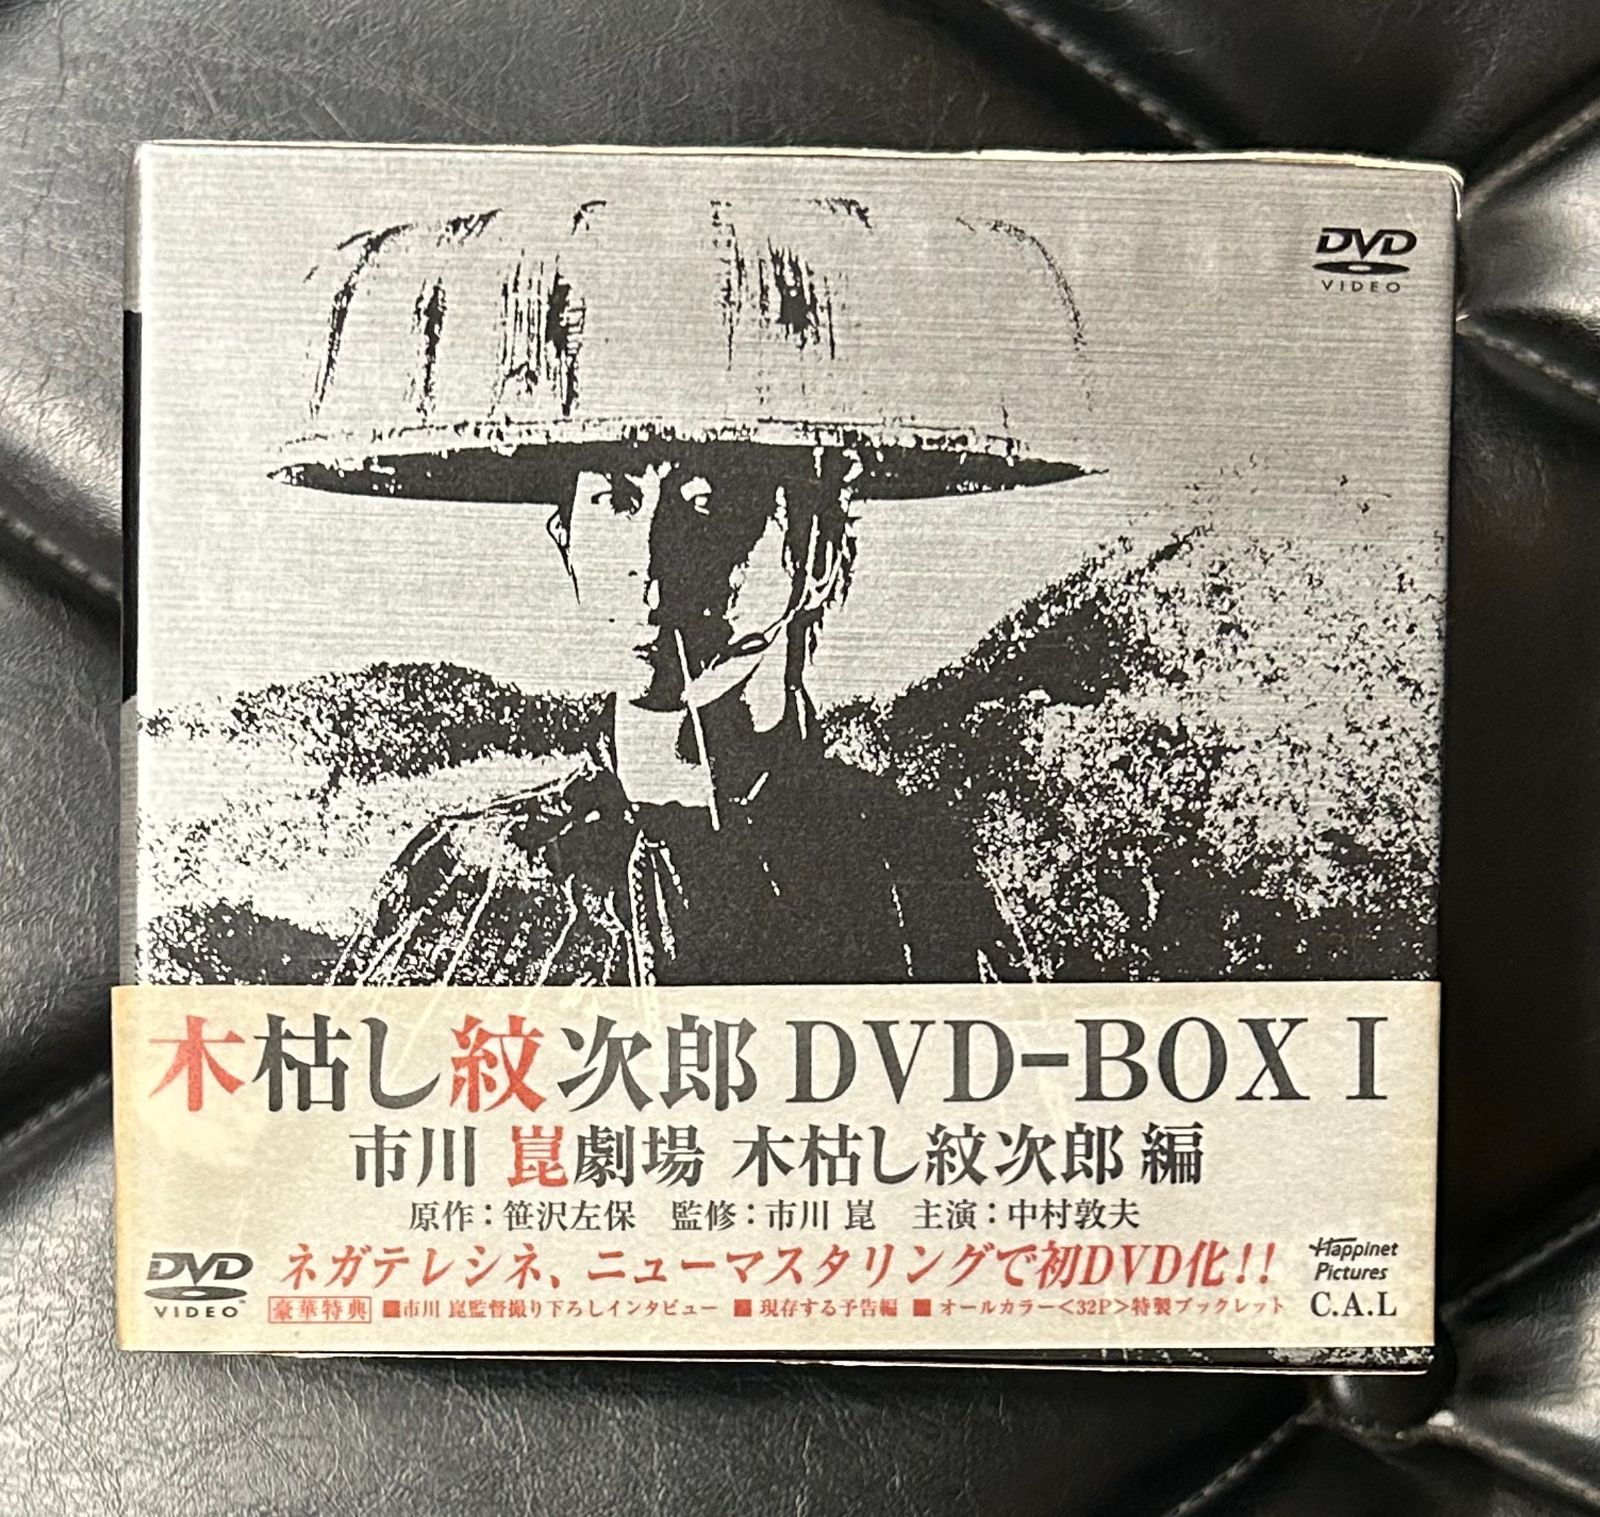 DVD
VIDEO
木枯し紋次郎 DVD-BOX I
市川 崑劇場 木枯し紋次郎 編
原作：笹沢左保 監修：市川 崑 主演：中村敦夫
DVD
VIDEO™
ネガテレシネ、ニューマスタリングで初DVD化！！
豪華特典 ■市川 崑監督撮り下ろしインタビュー ■現存する予告編 ■オールカラー＜32P＞特製ブックレット
Happinet
Pictures
C.A.L